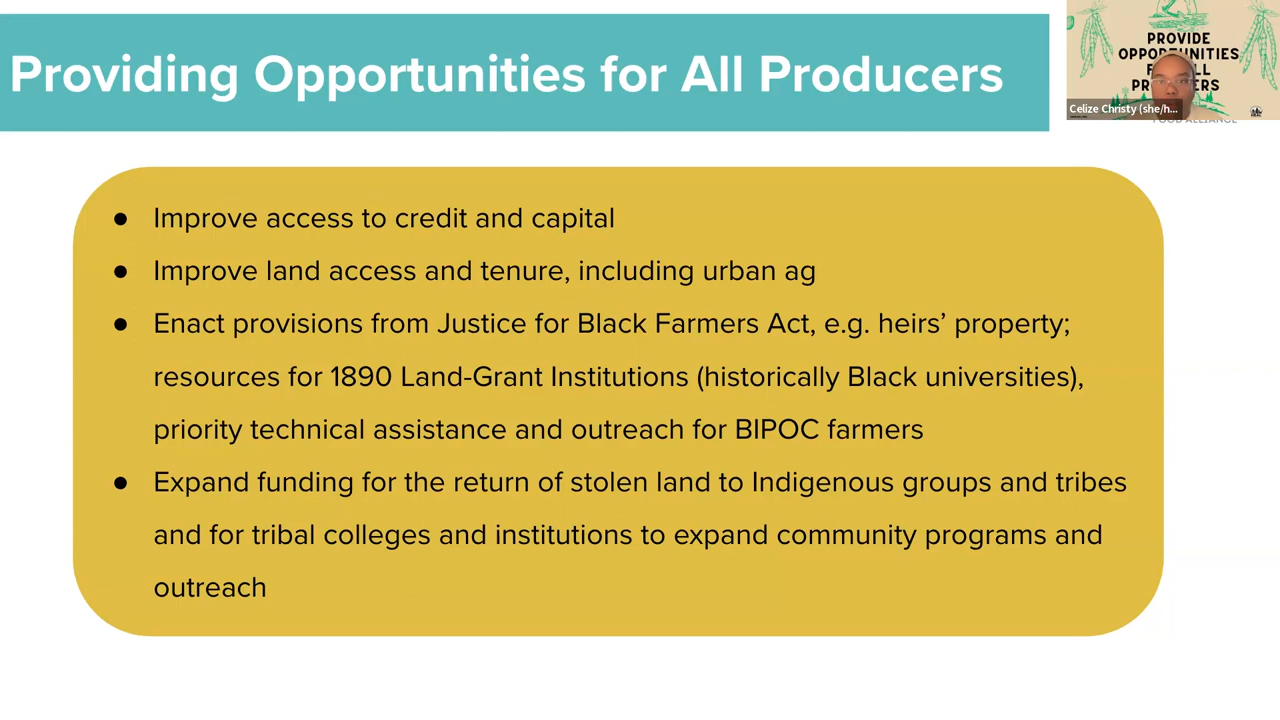 Providing Opportunities for All Producers
PROVIDE
OPPORTUNITIES
ALL
PRODUCERS
Celize Christy (she/h...
FOOD ALLIANCE
● Improve access to credit and capital
● Improve land access and tenure, including urban ag
● Enact provisions from Justice for Black Farmers Act, e.g. heirs’ property;
resources for 1890 Land-Grant Institutions (historically Black universities),
priority technical assistance and outreach for BIPOC farmers
● Expand funding for the return of stolen land to Indigenous groups and tribes
and for tribal colleges and institutions to expand community programs and
outreach